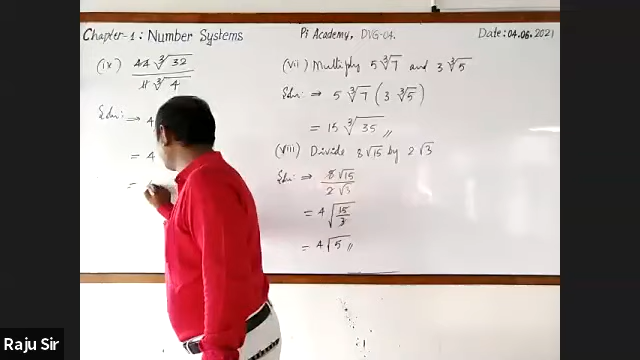 Chapter-1: Number Systems
Pi Academy, DVG-04.
Date: 04.06.2021
(ix) 44 ∛32
11 ∛4
Soln: ⇒ 4
= 4
=
(vii) Multiply 5 ∛7 and 3 ∛5
Soln: ⇒ 5 ∛7 (3 ∛5)
= 15 ∛35 //
(viii) Divide 8√15 by 2√3
Soln: ⇒ 8√15
2√3
= 4 √15/3
= 4√5 //
Raju Sir